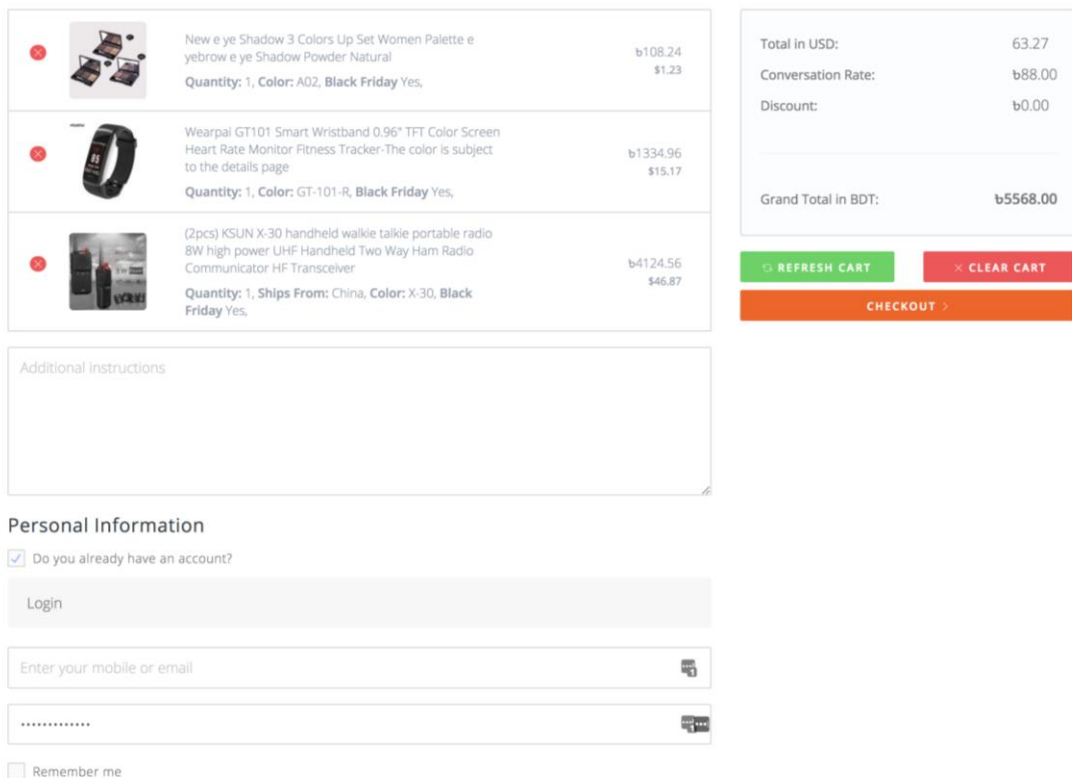 New e ye Shadow 3 Colors Up Set Women Palette e
yebrow e ye Shadow Powder Natural
Quantity: 1, Color: A02, Black Friday Yes,
৳108.24
$1.23
Wearpai GT101 Smart Wristband 0.96" TFT Color Screen
Heart Rate Monitor Fitness Tracker-The color is subject
to the details page
Quantity: 1, Color: GT-101-R, Black Friday Yes,
৳1334.96
$15.17
(2pcs) KSUN X-30 handheld walkie talkie portable radio
8W high power UHF Handheld Two Way Ham Radio
Communicator HF Transceiver
Quantity: 1, Ships From: China, Color: X-30, Black
Friday Yes,
৳4124.56
$46.87
Additional instructions
Personal Information
Do you already have an account?
Login
Enter your mobile or email
Remember me
Total in USD: 63.27
Conversation Rate: ৳88.00
Discount: ৳0.00
Grand Total in BDT: ৳5568.00
REFRESH CART
CLEAR CART
CHECKOUT